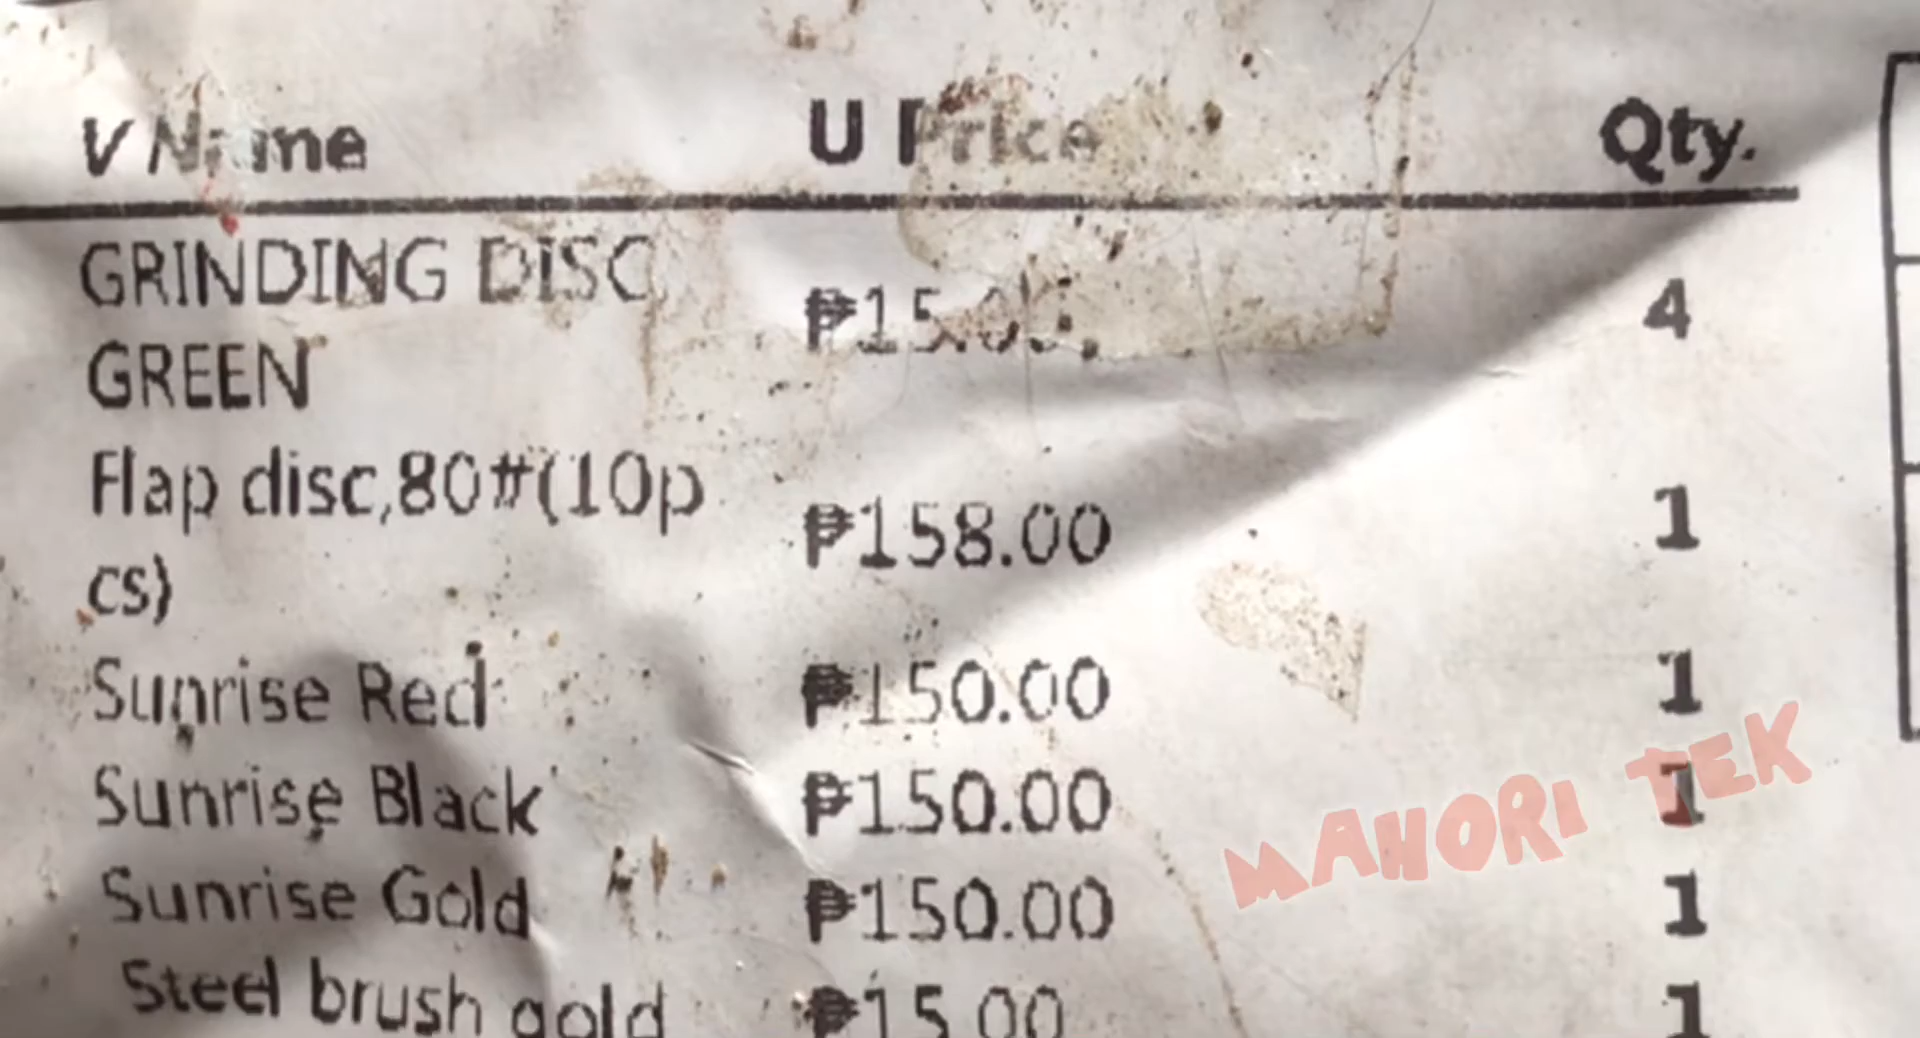 V Name U Price Qty.
GRINDING DISC
GREEN ₱15.00 4
Flap disc,80#(10p
cs) ₱158.00 1
Sunrise Red ₱150.00 1
Sunrise Black ₱150.00 1
Sunrise Gold ₱150.00 1
Steel brush gold ₱15.00 1
MAHORI TEK